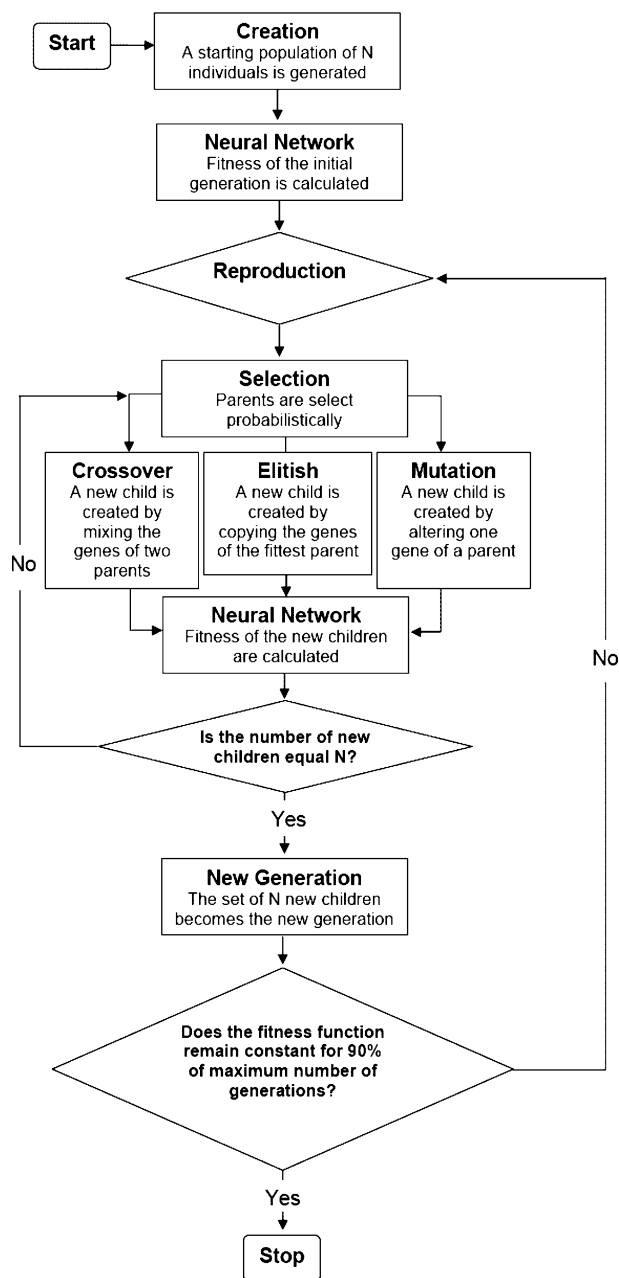 Start
Creation
A starting population of N
individuals is generated
Neural Network
Fitness of the initial
generation is calculated
Reproduction
Selection
Parents are select
probabilistically
Crossover
A new child is
created by
mixing the
genes of two
parents
Elitish
A new child is
created by
copying the genes
of the fittest parent
Mutation
A new child is
created by
altering one
gene of a parent
No
Neural Network
Fitness of the new children
are calculated
No
Is the number of new
children equal N?
Yes
New Generation
The set of N new children
becomes the new generation
Does the fitness function
remain constant for 90%
of maximum number of
generations?
Yes
Stop